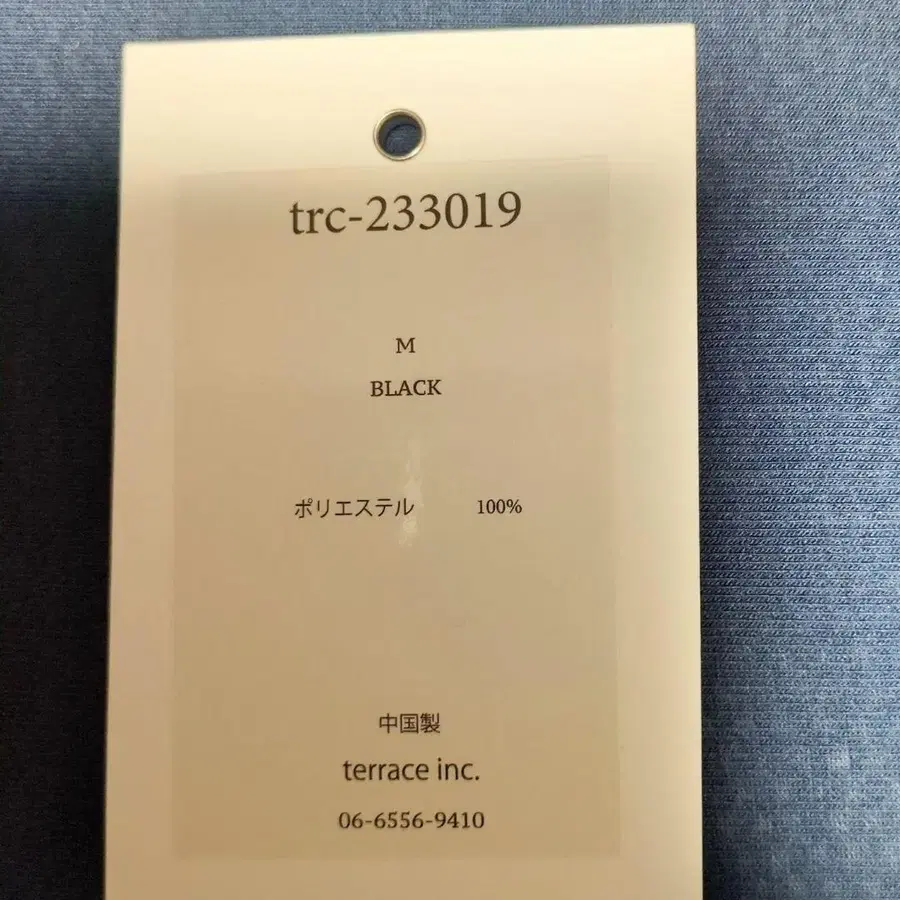 trc-233019
M
BLACK
ポリエステル 100%
中国製
terrace inc.
06-6556-9410